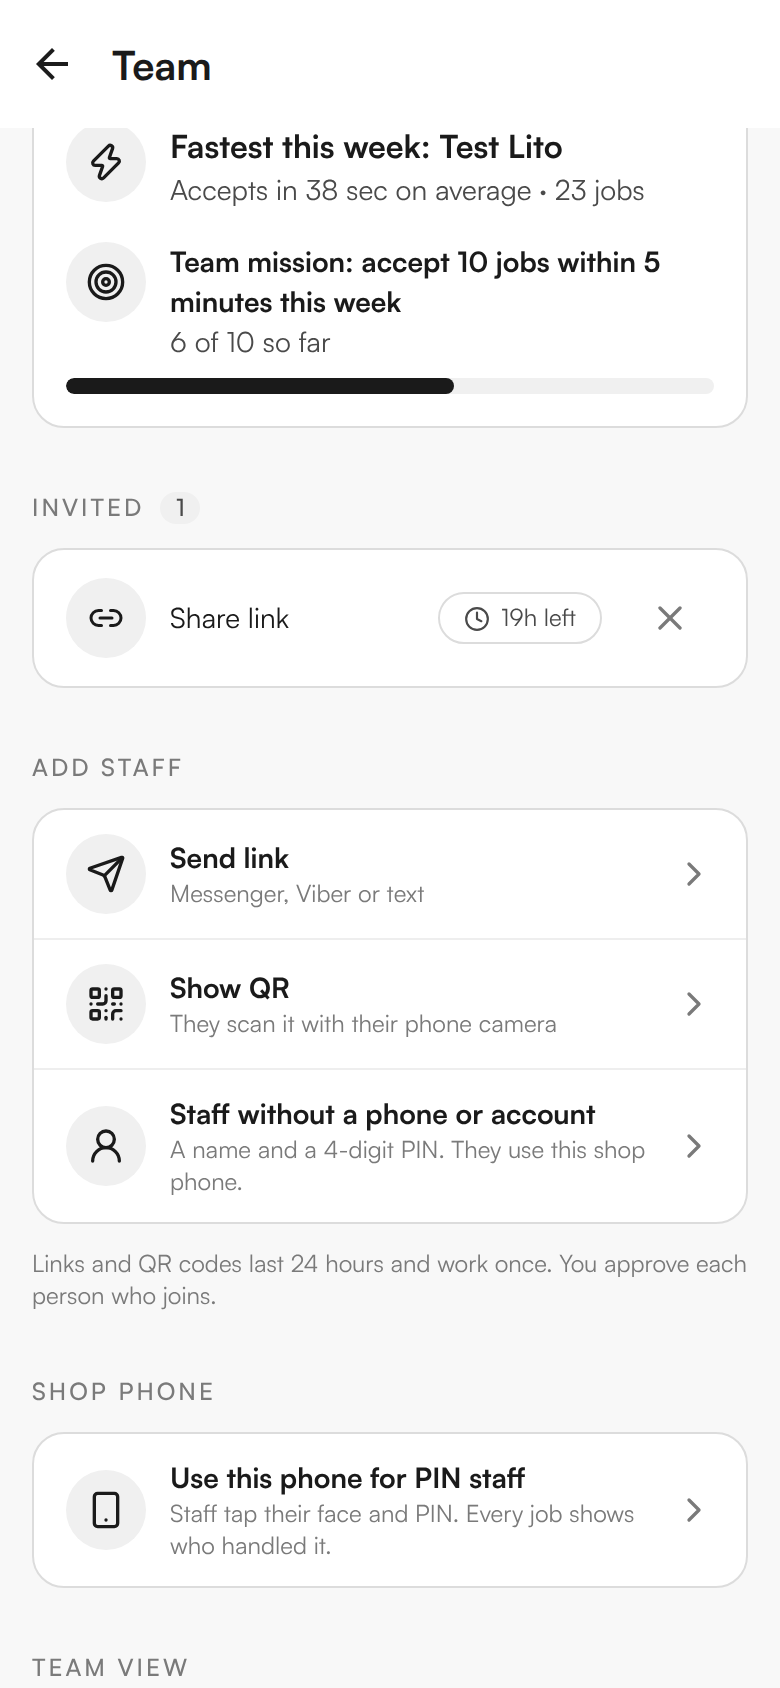 Team
Fastest this week: Test Lito
Accepts in 38 sec on average · 23 jobs
Team mission: accept 10 jobs within 5
minutes this week
6 of 10 so far
INVITED 1
Share link 19h left
ADD STAFF
Send link
Messenger, Viber or text
Show QR
They scan it with their phone camera
Staff without a phone or account
A name and a 4-digit PIN. They use this shop
phone.
Links and QR codes last 24 hours and work once. You approve each
person who joins.
SHOP PHONE
Use this phone for PIN staff
Staff tap their face and PIN. Every job shows
who handled it.
TEAM VIEW